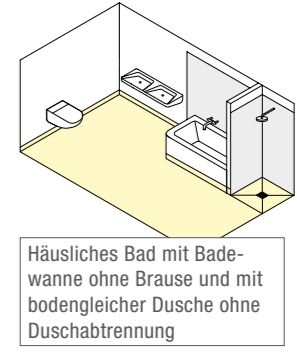 Häusliches Bad mit Bade-
wanne ohne Brause und mit
bodengleicher Dusche ohne
Duschabtrennung